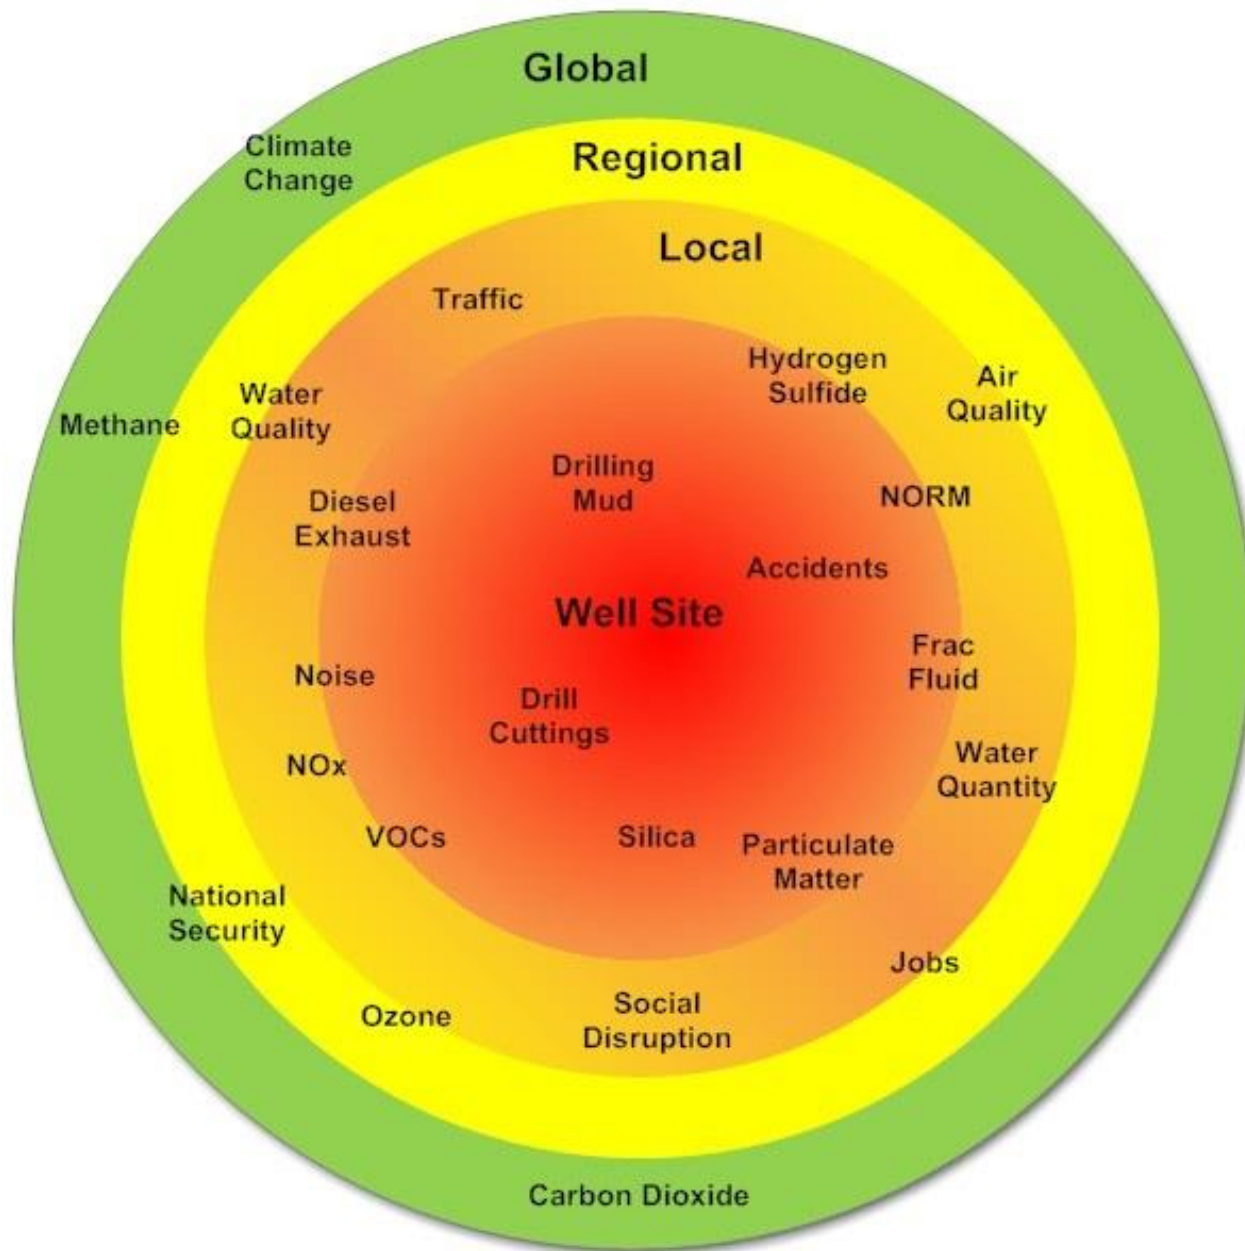 Global
Climate
Change
Regional
Local
Traffic
Hydrogen
Sulfide
Air
Quality
Water
Quality
Methane
Drilling
Mud
Diesel
Exhaust
NORM
Accidents
Well Site
Frac
Fluid
Noise
Drill
Cuttings
NOx
Water
Quantity
VOCs
Silica
Particulate
Matter
National
Security
Jobs
Ozone
Social
Disruption
Carbon Dioxide